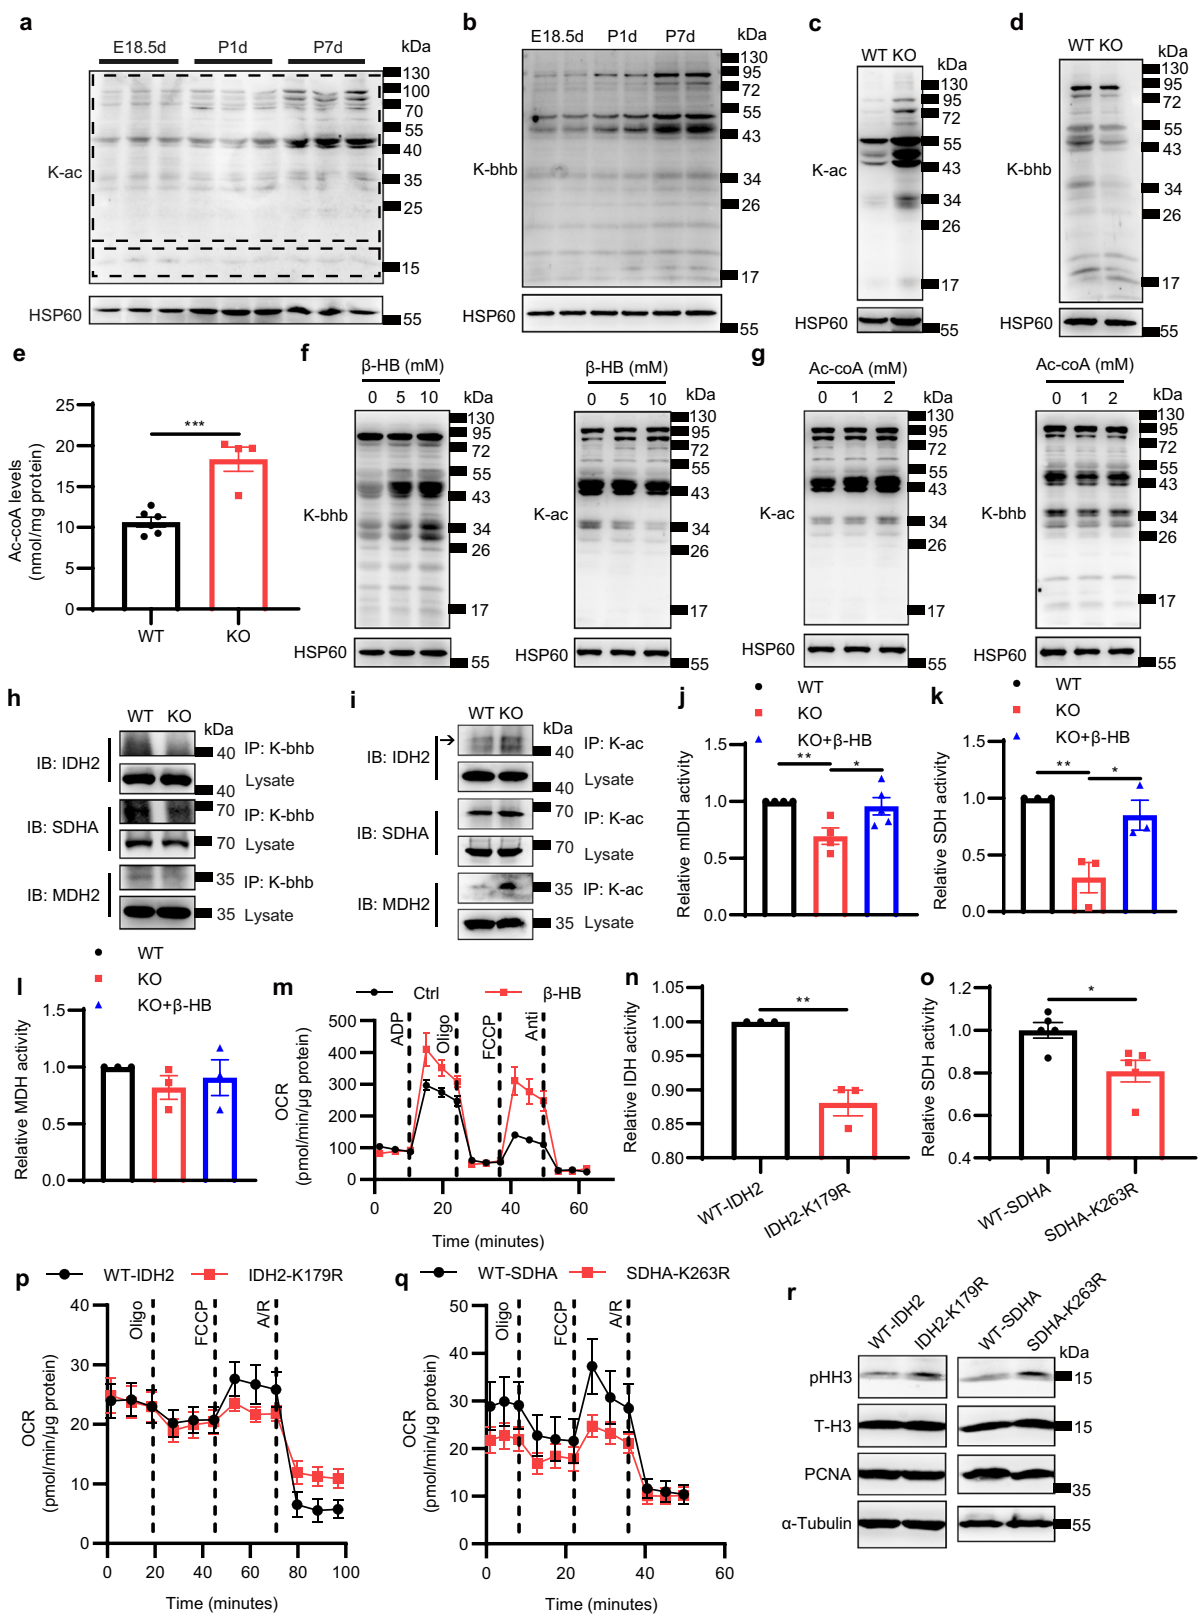 a
E18.5d P1d P7d
kDa
130
100
70
55
40
35
25
15
K-ac
HSP60
55
b
E18.5d P1d P7d
130
95
72
55
43
34
26
17
K-bhb
HSP60
55
c
WT KO
kDa
130
95
72
55
43
34
26
17
K-ac
HSP60
55
d
WT KO
kDa
130
95
72
55
43
34
26
17
K-bhb
HSP60
55
e
Ac-coA levels
(nmol/mg protein)
25
20
15
10
5
0
***
WT KO
f
β-HB (mM)
0 5 10
kDa
130
95
72
55
43
34
26
17
K-bhb
HSP60
55
β-HB (mM)
0 5 10
kDa
130
95
72
55
43
34
26
17
K-ac
HSP60
55
g
Ac-coA (mM)
0 1 2
kDa
130
95
72
55
43
34
26
17
K-ac
HSP60
55
Ac-coA (mM)
0 1 2
kDa
130
95
72
55
43
34
26
17
K-bhb
HSP60
55
h
WT KO
kDa
IB: IDH2
40 IP: K-bhb
Lysate
40
IB: SDHA
70 IP: K-bhb
70 Lysate
IB: MDH2
35 IP: K-bhb
35 Lysate
i
WT KO
kDa
→
IB: IDH2
40 IP: K-ac
Lysate
40
IB: SDHA
70 IP: K-ac
70 Lysate
IB: MDH2
35 IP: K-ac
35 Lysate
j
WT
KO
KO+β-HB
Relative mIDH activity
1.5
1.0
0.5
0.0
** *
k
WT
KO
KO+β-HB
Relative SDH activity
1.5
1.0
0.5
0.0
** *
l
WT
KO
KO+β-HB
Relative MDH activity
1.5
1.0
0.5
0.0
m
Ctrl β-HB
OCR
(pmol/min/μg protein)
500
400
300
200
100
0
ADP Oligo FCCP Anti
0 20 40 60
Time (minutes)
n
Relative IDH activity
1.05
1.00
0.95
0.90
0.85
0.80
**
WT-IDH2 IDH2-K179R
o
Relative SDH activity
1.2
1.0
0.8
0.6
0.4
*
WT-SDHA SDHA-K263R
p
WT-IDH2 IDH2-K179R
OCR
(pmol/min/μg protein)
40
30
20
10
0
Oligo FCCP A/R
0 20 40 60 80 100
Time (minutes)
q
WT-SDHA SDHA-K263R
OCR
(pmol/min/μg protein)
50
40
30
20
10
0
Oligo FCCP A/R
0 20 40 60
Time (minutes)
r
WT-IDH2 IDH2-K179R WT-SDHA SDHA-K263R
kDa
pHH3 15
T-H3 15
PCNA
35
α-Tubulin 55